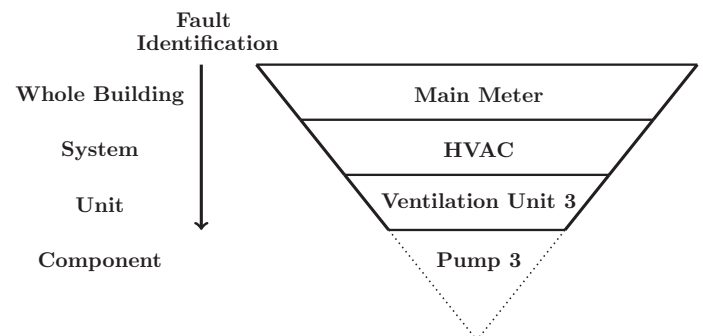 Fault
Identification
Whole Building
Main Meter
System
HVAC
Unit
Ventilation Unit 3
Component
Pump 3